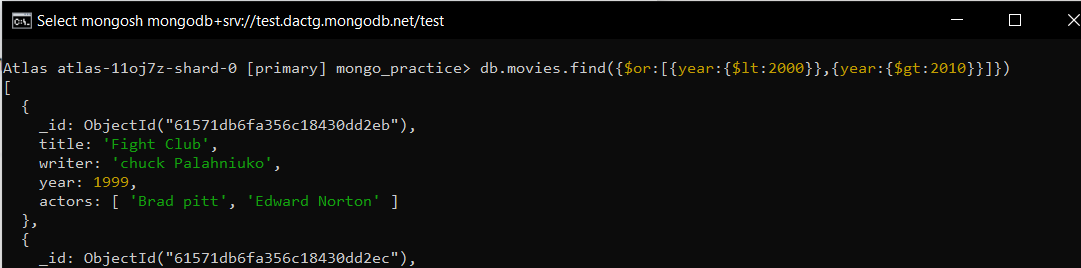 Select mongosh mongodb+srv://test.dactg.mongodb.net/test
Atlas atlas-11oj7z-shard-0 [primary] mongo_practice> db.movies.find({$or:[{year:{$lt:2000}},{year:{$gt:2010}}]})
[
  {
    _id: ObjectId("61571db6fa356c18430dd2eb"),
    title: 'Fight Club',
    writer: 'chuck Palahniuko',
    year: 1999,
    actors: [ 'Brad pitt', 'Edward Norton' ]
  },
  {
    _id: ObjectId("61571db6fa356c18430dd2ec"),